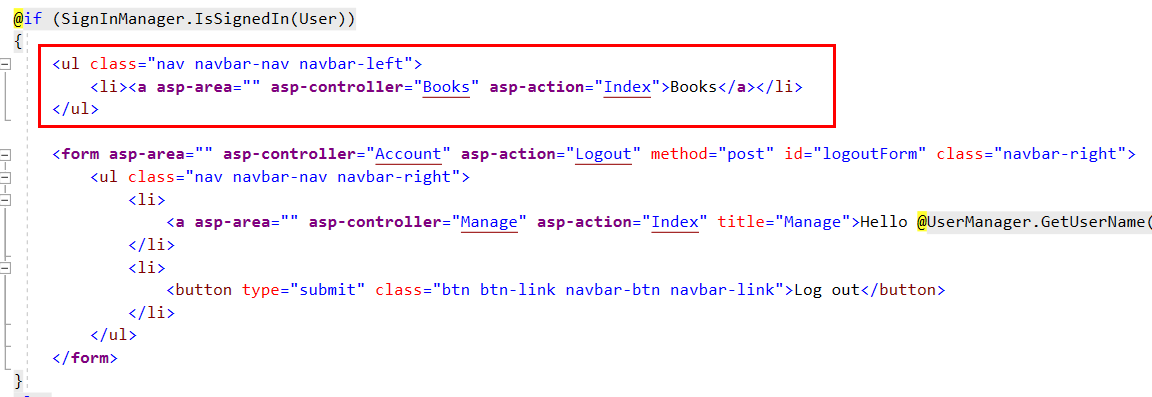 @if (SignInManager.IsSignedIn(User))
{
<ul class="nav navbar-nav navbar-left">
<li><a asp-area="" asp-controller="Books" asp-action="Index">Books</a></li>
</ul>
<form asp-area="" asp-controller="Account" asp-action="Logout" method="post" id="logoutForm" class="navbar-right">
<ul class="nav navbar-nav navbar-right">
<li>
<a asp-area="" asp-controller="Manage" asp-action="Index" title="Manage">Hello @UserManager.GetUserName(
</li>
<li>
<button type="submit" class="btn btn-link navbar-btn navbar-link">Log out</button>
</li>
</ul>
</form>
}